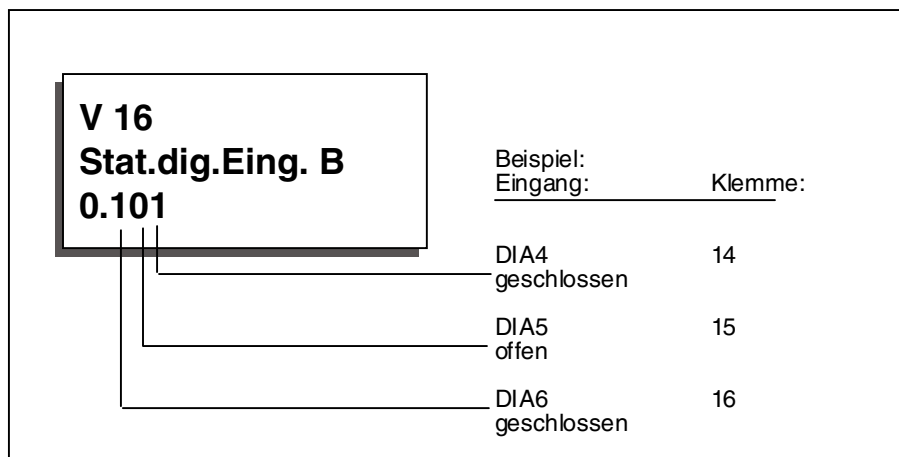 V 16
Stat.dig.Eing. B
0.101
Beispiel:
Eingang: Klemme:
DIA4 14
geschlossen
DIA5 15
offen
DIA6 16
geschlossen